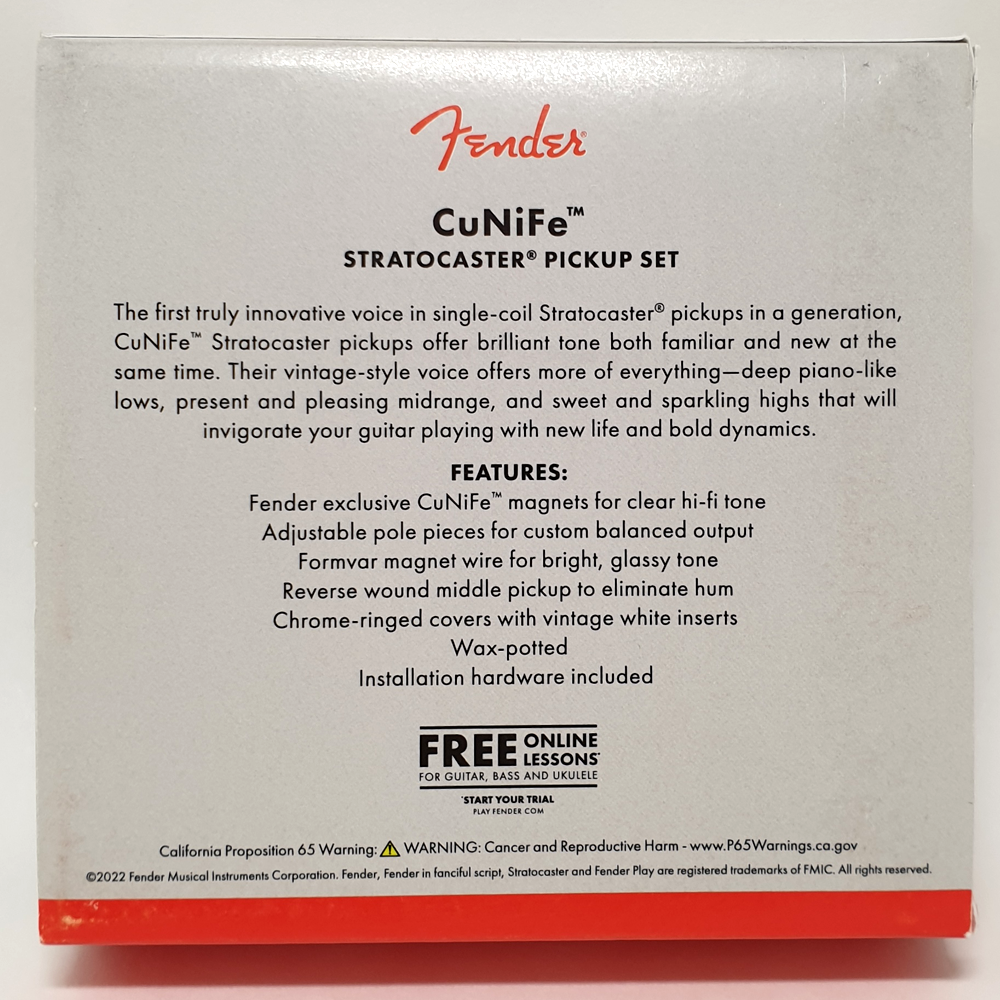 Fender®
CuNiFe™
STRATOCASTER® PICKUP SET
The first truly innovative voice in single-coil Stratocaster® pickups in a generation,
CuNiFe™ Stratocaster pickups offer brilliant tone both familiar and new at the
same time. Their vintage-style voice offers more of everything—deep piano-like
lows, present and pleasing midrange, and sweet and sparkling highs that will
invigorate your guitar playing with new life and bold dynamics.
FEATURES:
Fender exclusive CuNiFe™ magnets for clear hi-fi tone
Adjustable pole pieces for custom balanced output
Formvar magnet wire for bright, glassy tone
Reverse wound middle pickup to eliminate hum
Chrome-ringed covers with vintage white inserts
Wax-potted
Installation hardware included
FREE ONLINE LESSONS*
FOR GUITAR, BASS AND UKULELE
*START YOUR TRIAL
PLAY FENDER COM
California Proposition 65 Warning: ⚠ WARNING: Cancer and Reproductive Harm - www.P65Warnings.ca.gov
©2022 Fender Musical Instruments Corporation. Fender, Fender in fanciful script, Stratocaster and Fender Play are registered trademarks of FMIC. All rights reserved.